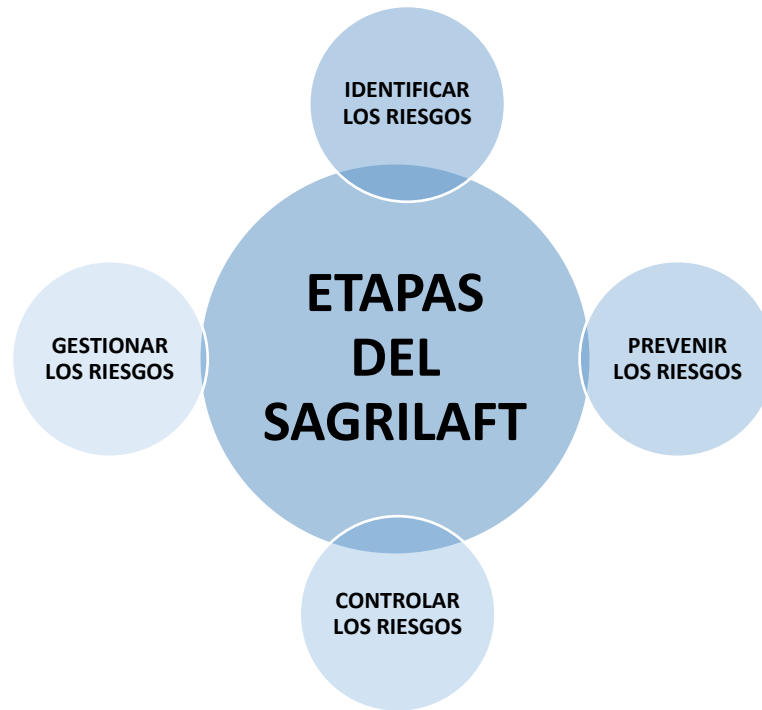 IDENTIFICAR
LOS RIESGOS
ETAPAS
DEL
SAGRILAFT
GESTIONAR
LOS RIESGOS
PREVENIR
LOS RIESGOS
CONTROLAR
LOS RIESGOS